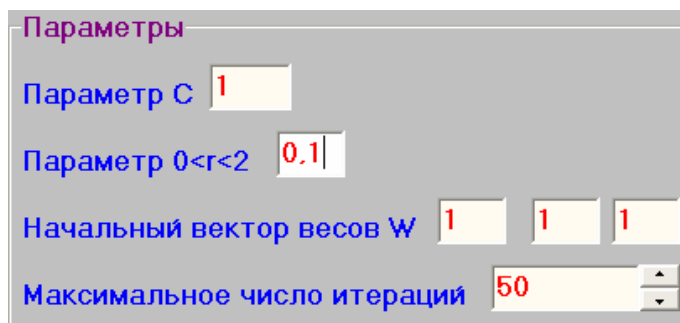 Параметры
Параметр C 1
Параметр 0<r<2 0,1
Начальный вектор весов W 1 1 1
Максимальное число итераций 50